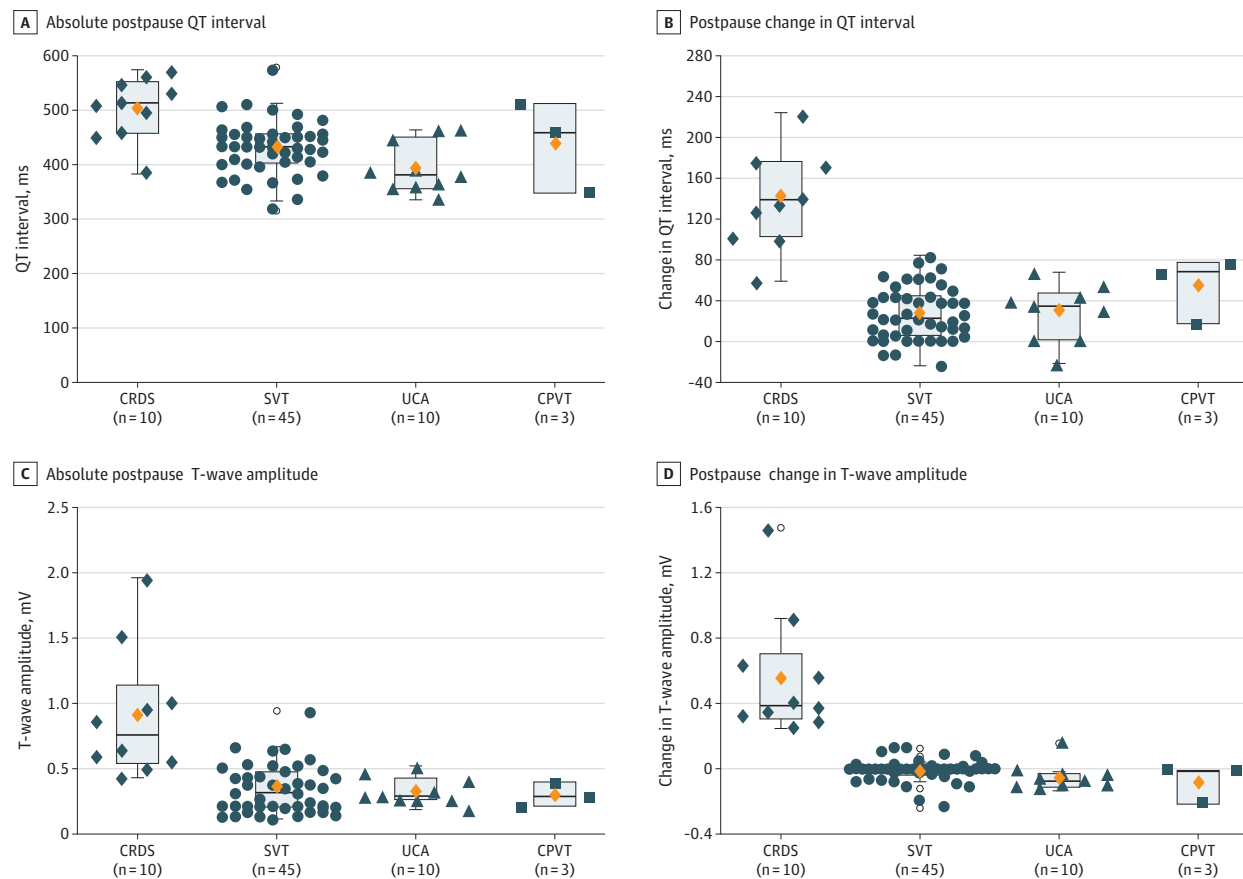 A Absolute postpause QT interval
600
500
400
300
200
100
0
QT interval, ms
CRDS
(n=10)
SVT
(n=45)
UCA
(n=10)
CPVT
(n=3)
B Postpause change in QT interval
280
240
200
160
120
80
40
0
-40
Change in QT interval, ms
CRDS
(n=10)
SVT
(n=45)
UCA
(n=10)
CPVT
(n=3)
C Absolute postpause T-wave amplitude
2.5
2.0
1.5
1.0
0.5
0
T-wave amplitude, mV
CRDS
(n=10)
SVT
(n=45)
UCA
(n=10)
CPVT
(n=3)
D Postpause change in T-wave amplitude
1.6
1.2
0.8
0.4
0
-0.4
Change in T-wave amplitude, mV
CRDS
(n=10)
SVT
(n=45)
UCA
(n=10)
CPVT
(n=3)